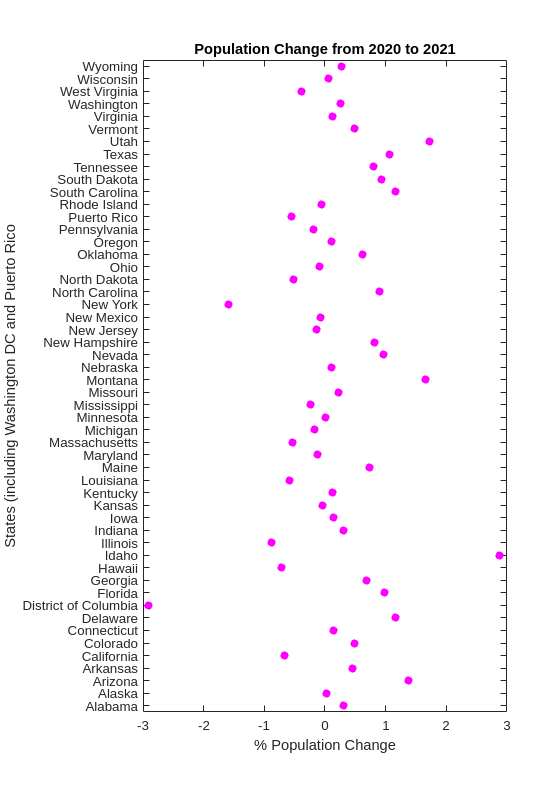 Population Change from 2020 to 2021
Wyoming
Wisconsin
West Virginia
Washington
Virginia
Vermont
Utah
Texas
Tennessee
South Dakota
South Carolina
Rhode Island
Puerto Rico
Pennsylvania
Oregon
Oklahoma
Ohio
North Dakota
North Carolina
New York
New Mexico
New Jersey
New Hampshire
Nevada
Nebraska
Montana
Missouri
Mississippi
Minnesota
Michigan
Massachusetts
Maryland
Maine
Louisiana
Kentucky
Kansas
Iowa
Indiana
Illinois
Idaho
Hawaii
Georgia
Florida
District of Columbia
Delaware
Connecticut
Colorado
California
Arkansas
Arizona
Alaska
Alabama
States (including Washington DC and Puerto Rico
-3 -2 -1 0 1 2 3
% Population Change